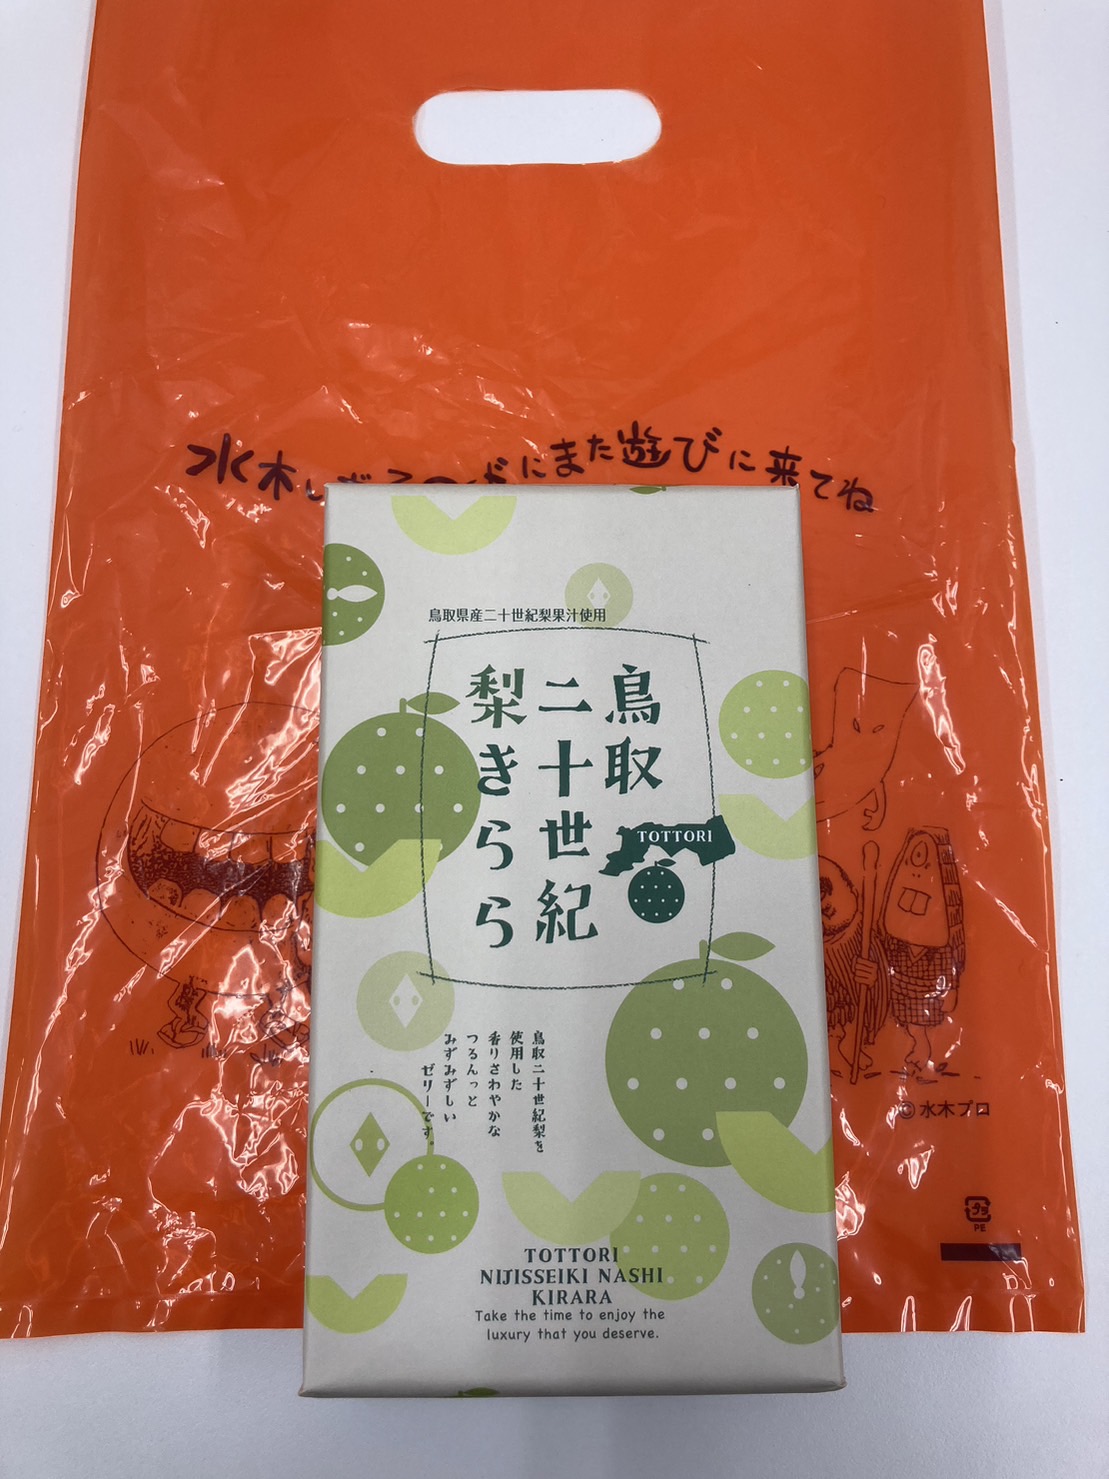 水木しげるロードにまた遊びに来てね
鳥取県産二十世紀梨果汁使用
鳥取
二十世紀
梨きらら
TOTTORI
鳥取二十世紀梨を
使用した
香りさわやかな
つるんっと
みずみずしい
ゼリーです。
TOTTORI
NIJISSEIKI NASHI
KIRARA
Take the time to enjoy the
luxury that you deserve.
©水木プロ
プラ
PE